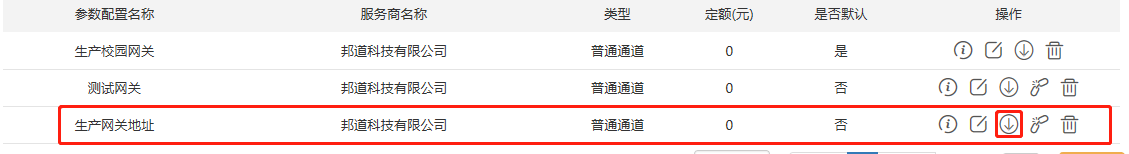 参数配置名称 服务商名称 类型 定额(元) 是否默认 操作
生产校园网关 邦道科技有限公司 普通通道 0 是
测试网关 邦道科技有限公司 普通通道 0 否
生产网关地址 邦道科技有限公司 普通通道 0 否